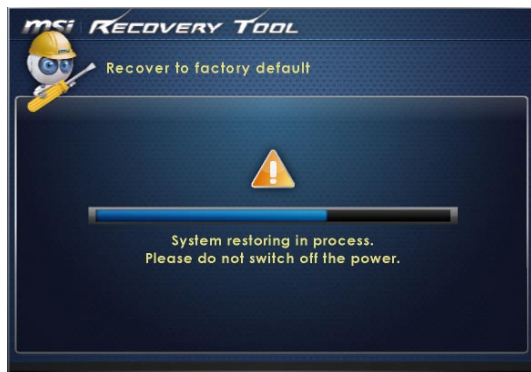 msi RECOVERY TOOL
Recover to factory default
System restoring in process.
Please do not switch off the power.